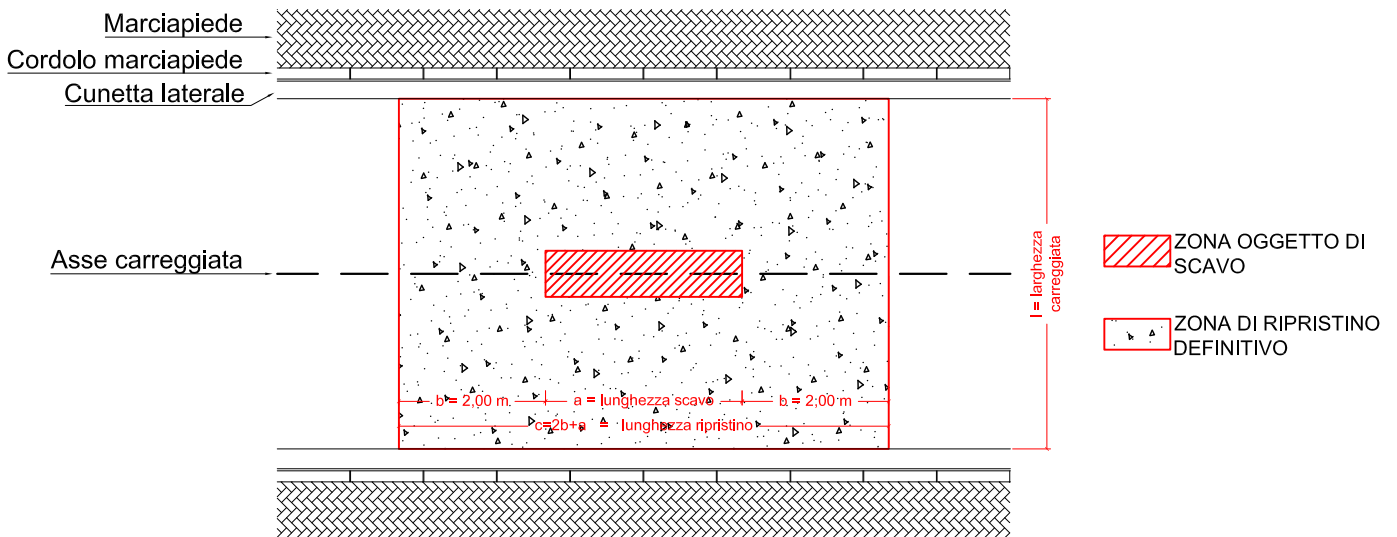 Marciapiede
Cordolo marciapiede
Cunetta laterale
Asse carreggiata
l = larghezza
carreggiata
ZONA OGGETTO DI
SCAVO
ZONA DI RIPRISTINO
DEFINITIVO
b = 2,00 m a = lunghezza scavo b = 2,00 m
c=2b+a = lunghezza ripristino